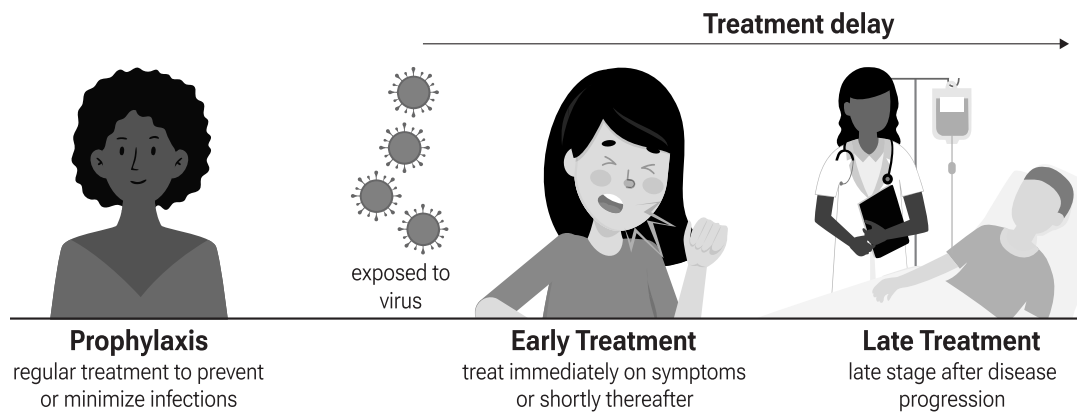 Treatment delay
exposed to
virus
Prophylaxis
regular treatment to prevent
or minimize infections
Early Treatment
treat immediately on symptoms
or shortly thereafter
Late Treatment
late stage after disease
progression